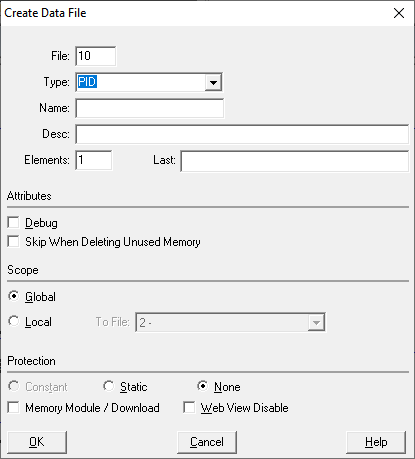 Create Data File
File: 10
Type: PID
Name:
Desc:
Elements: 1 Last:
Attributes
Debug
Skip When Deleting Unused Memory
Scope
Global
Local To File: 2 -
Protection
Constant Static None
Memory Module / Download Web View Disable
OK Cancel Help